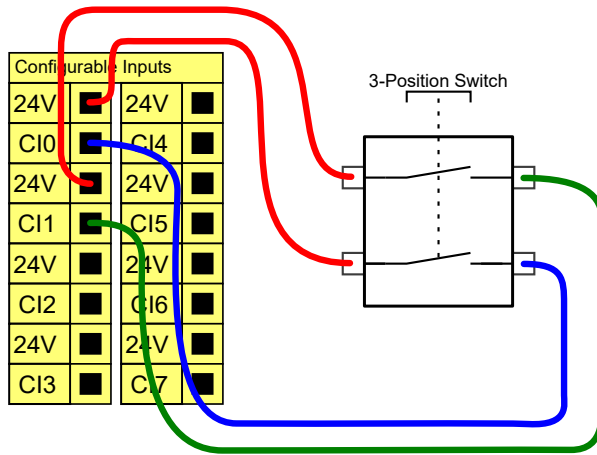 Configurable Inputs
24V 24V
CI0 CI4
24V 24V
CI1 CI5
24V 24V
CI2 CI6
24V 24V
CI3 CI7
3-Position Switch